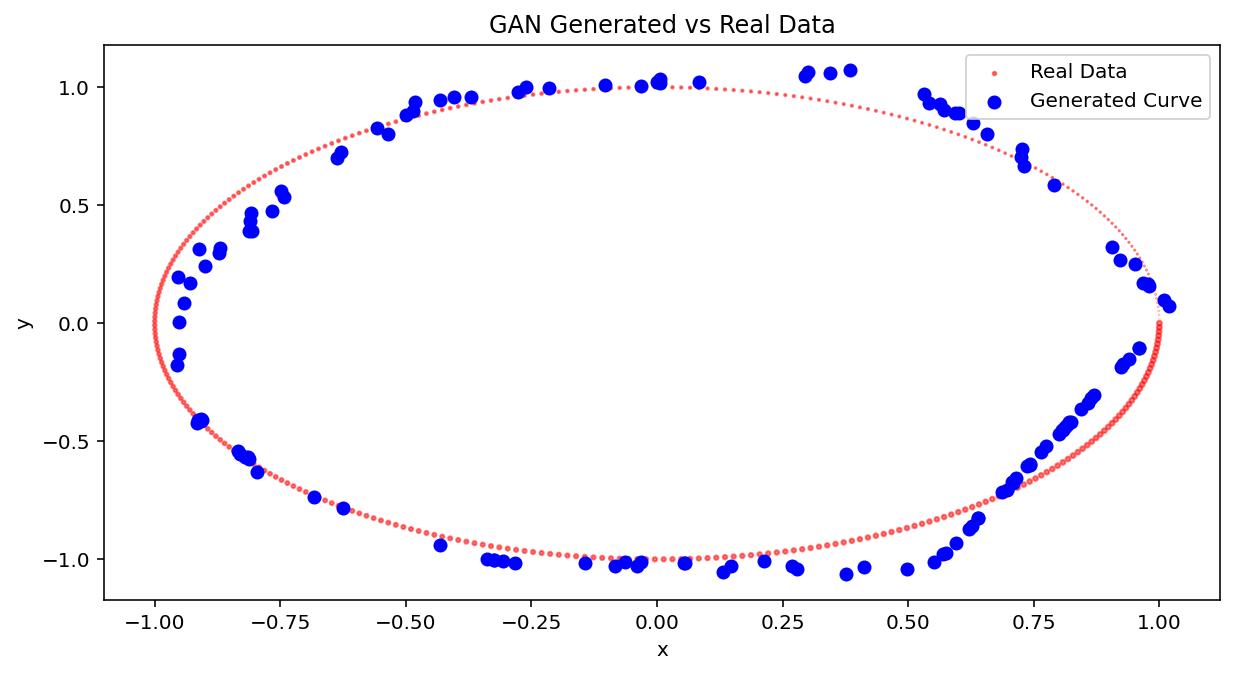 GAN Generated vs Real Data
Real Data
Generated Curve
1.0
0.5
0.0
−0.5
−1.0
y
−1.00 −0.75 −0.50 −0.25 0.00 0.25 0.50 0.75 1.00
x